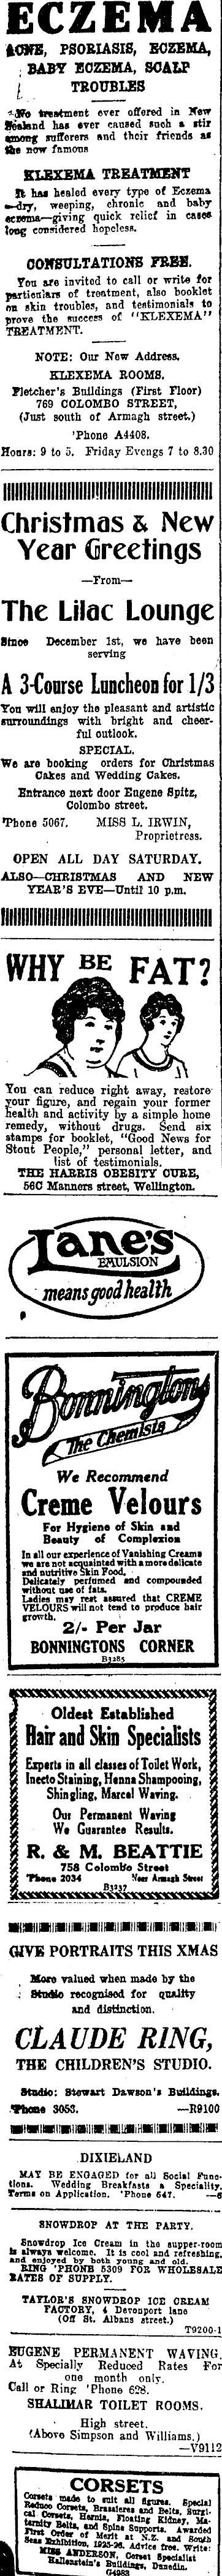 ECZEMA
ACNE, PSORIASIS, ECZEMA,
BABY ECZEMA, SCALP
TROUBLES
No treatment ever offered in New
Zealand has ever caused such a stir
among sufferers and their friends as
the now famous
KLEXEMA TREATMENT
It has healed every type of Eczema
—dry, weeping, chronic and baby
eczema—giving quick relief in cases
long considered hopeless.
CONSULTATIONS FREE.
You are invited to call or write for
particulars of treatment, also booklet
on skin troubles, and testimonials to
prove the success of "KLEXEMA"
TREATMENT.
NOTE: Our New Address.
KLEXEMA ROOMS,
Fletcher's Buildings (First Floor)
769 COLOMBO STREET,
(Just south of Armagh street.)
'Phone A4408.
Hours: 9 to 5. Friday Evengs 7 to 8.30
Christmas & New
Year Greetings
—From—
The Lilac Lounge
Since December 1st, we have been
serving
A 3-Course Luncheon for 1/3
You will enjoy the pleasant and artistic
surroundings with bright and cheer-
ful outlook.
SPECIAL.
We are booking orders for Christmas
Cakes and Wedding Cakes.
Entrance next door Eugene Spitz,
Colombo street.
'Phone 5067. MISS L. IRWIN,
Proprietress.
OPEN ALL DAY SATURDAY.
ALSO—CHRISTMAS AND NEW
YEAR'S EVE—Until 10 p.m.
WHY BE FAT?
You can reduce right away, restore
your figure, and regain your former
health and activity by a simple home
remedy, without drugs. Send six
stamps for booklet, "Good News for
Stout People," personal letter, and
list of testimonials.
THE HARRIS OBESITY CURE,
56C Manners street, Wellington.
Lane's
EMULSION
means good health
Bonningtons
The Chemists
We Recommend
Creme Velours
For Hygiene of Skin and
Beauty of Complexion
In all our experience of Vanishing Creams
we are not acquainted with a more delicate
and nutritive Skin Food.
Delicately perfumed and compounded
without use of fats.
Ladies may rest assured that CREME
VELOURS will not tend to produce hair
growth.
2/- Per Jar
BONNINGTONS CORNER
B3285
Oldest Established
Hair and Skin Specialists
Experts in all classes of Toilet Work,
Inecto Staining, Henna Shampooing,
Shingling, Marcel Waving.
Our Permanent Waving
We Guarantee Results.
R. & M. BEATTIE
758 Colombo Street
'Phone 2034 Near Armagh Street
B3237
GIVE PORTRAITS THIS XMAS
More valued when made by the
Studio recognised for quality
and distinction.
CLAUDE RING,
THE CHILDREN'S STUDIO.
Studio: Stewart Dawson's Buildings.
'Phone 3053. —R9100
DIXIELAND
MAY BE ENGAGED for all Social Func-
tions. Wedding Breakfasts a Speciality.
Terms on Application. 'Phone 647. —6
SNOWDROP AT THE PARTY.
Snowdrop Ice Cream in the supper-room
is always welcome. It is cool and refreshing,
and enjoyed by both young and old.
RING 'PHONE 5309 FOR WHOLESALE
RATES OF SUPPLY.
TAYLOR'S SNOWDROP ICE CREAM
FACTORY, 4 Devonport lane
(Off St. Albans street.)
T9200-1
EUGENE PERMANENT WAVING.
At Specially Reduced Rates For
one month only.
Call or Ring 'Phone 628.
SHALIMAR TOILET ROOMS.
High street.
(Above Simpson and Williams.)
—V9112
CORSETS
Corsets made to suit all figures. Special
Reduco Corsets, Brassieres and Belts, Surgi-
cal Corsets, Hernia, Floating Kidney, Ma-
ternity Belts, and Spine Supports. Awarded
First Order of Merit at N.Z. and South
Seas Exhibition, 1925-26. Advice free. Write:
MISS ANDERSON, Corset Specialist
Hallenstein's Buildings, Dunedin.
G4983